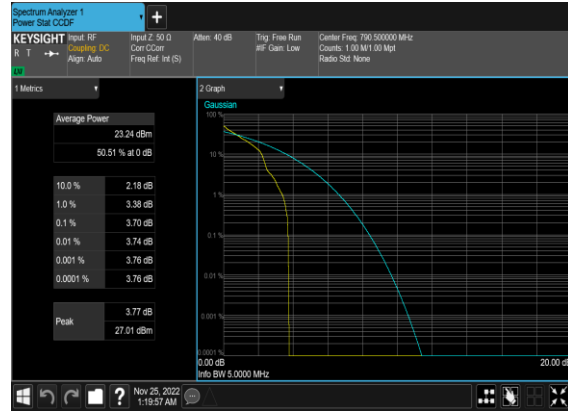 Spectrum Analyzer 1
Power Stat CCDF
KEYSIGHT
R T
LXI
Input: RF
Coupling: DC
Align: Auto
Input Z: 50 Ω
Corr CCorr
Freq Ref: Int (S)
Atten: 40 dB
Trig: Free Run
#IF Gain: Low
Center Freq: 790.500000 MHz
Counts: 1.00 M/1.00 Mpt
Radio Std: None
1 Metrics
Average Power
23.24 dBm
50.51 % at 0 dB
10.0 % 2.18 dB
1.0 % 3.38 dB
0.1 % 3.70 dB
0.01 % 3.74 dB
0.001 % 3.76 dB
0.0001 % 3.76 dB
Peak
3.77 dB
27.01 dBm
2 Graph
Gaussian
100 %
10 %
1 %
0.1 %
0.01 %
0.001 %
0.0001 %
0.00 dB
20.00 dB
Info BW 5.0000 MHz
?
Nov 25, 2022
1:19:57 AM